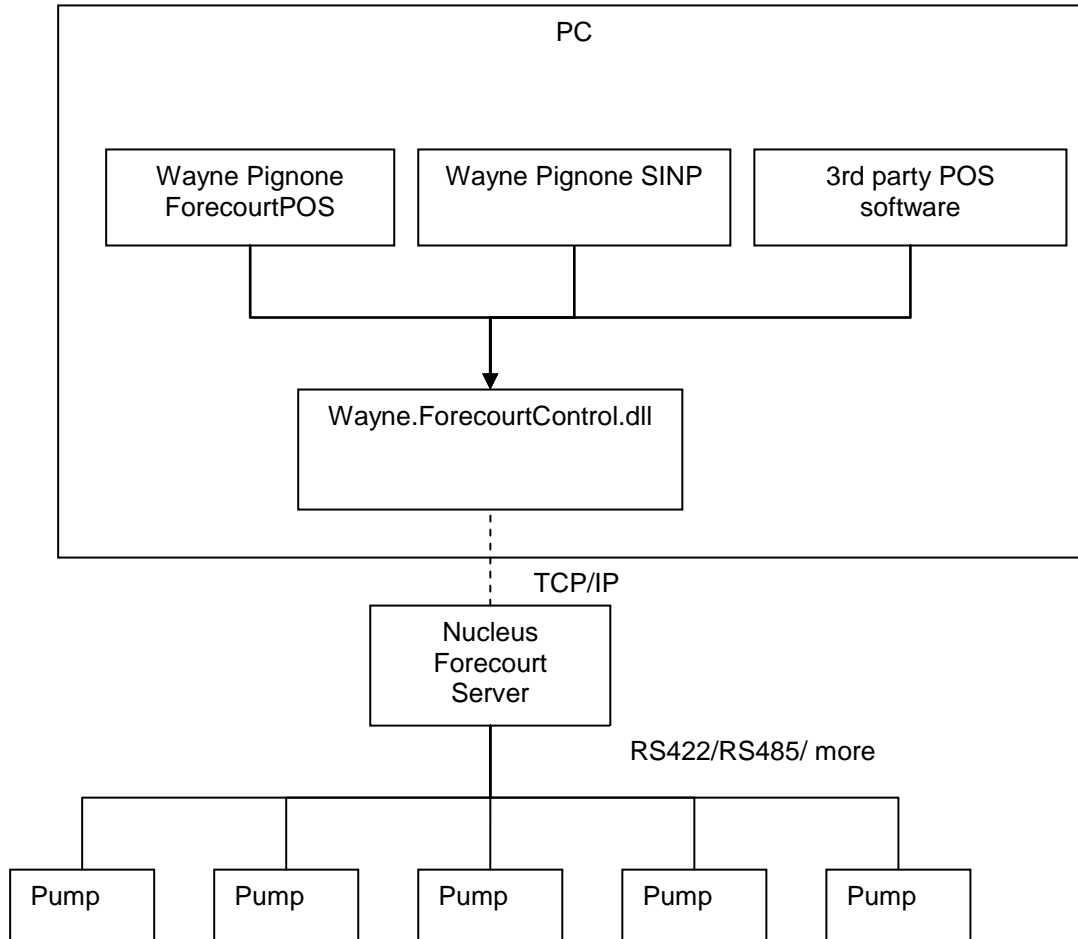 PC
Wayne Pignone
ForecourtPOS
Wayne Pignone SINP
3rd party POS
software
Wayne.ForecourtControl.dll
TCP/IP
Nucleus
Forecourt
Server
RS422/RS485/ more
Pump
Pump
Pump
Pump
Pump